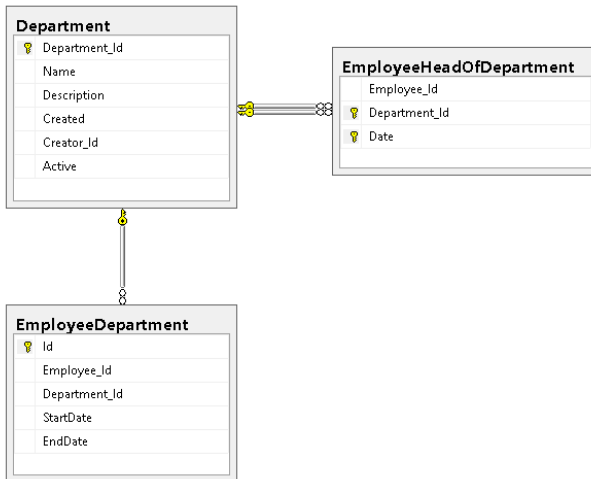 Department
Department_Id
Name
Description
Created
Creator_Id
Active
EmployeeHeadOfDepartment
Employee_Id
Department_Id
Date
EmployeeDepartment
Id
Employee_Id
Department_Id
StartDate
EndDate